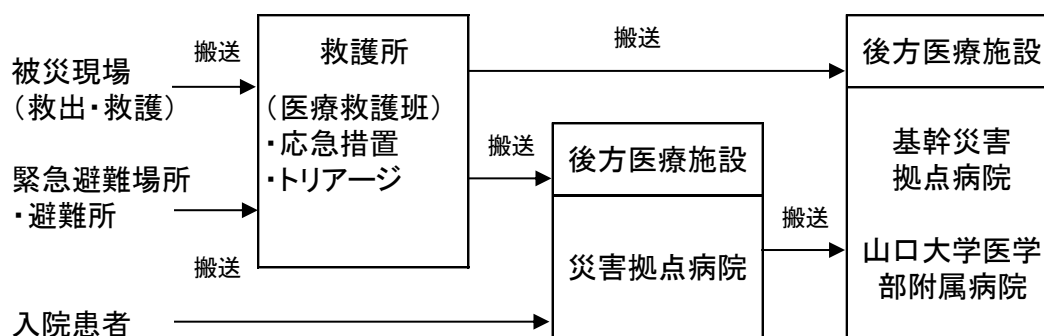 被災現場
（救出・救護）
緊急避難場所
・避難所
入院患者
搬送
搬送
救護所
（医療救護班）
・応急措置
・トリアージ
搬送
搬送
後方医療施設
災害拠点病院
搬送
後方医療施設
基幹災害
拠点病院
山口大学医学
部附属病院